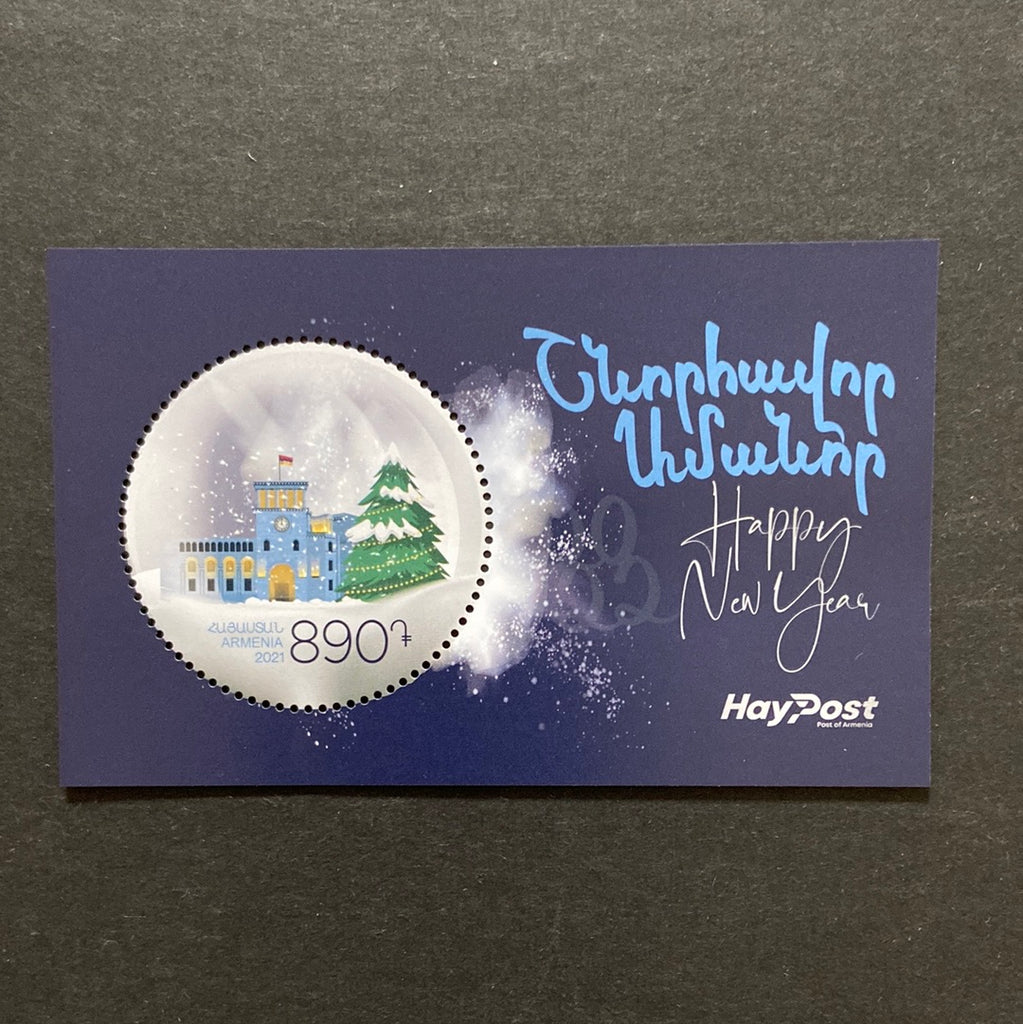 Շնորհավոր
Ամանոր
Happy
New Year
ՀԱՅԱՍՏԱՆ
ARMENIA
2021
890֏
HayPost
Post of Armenia